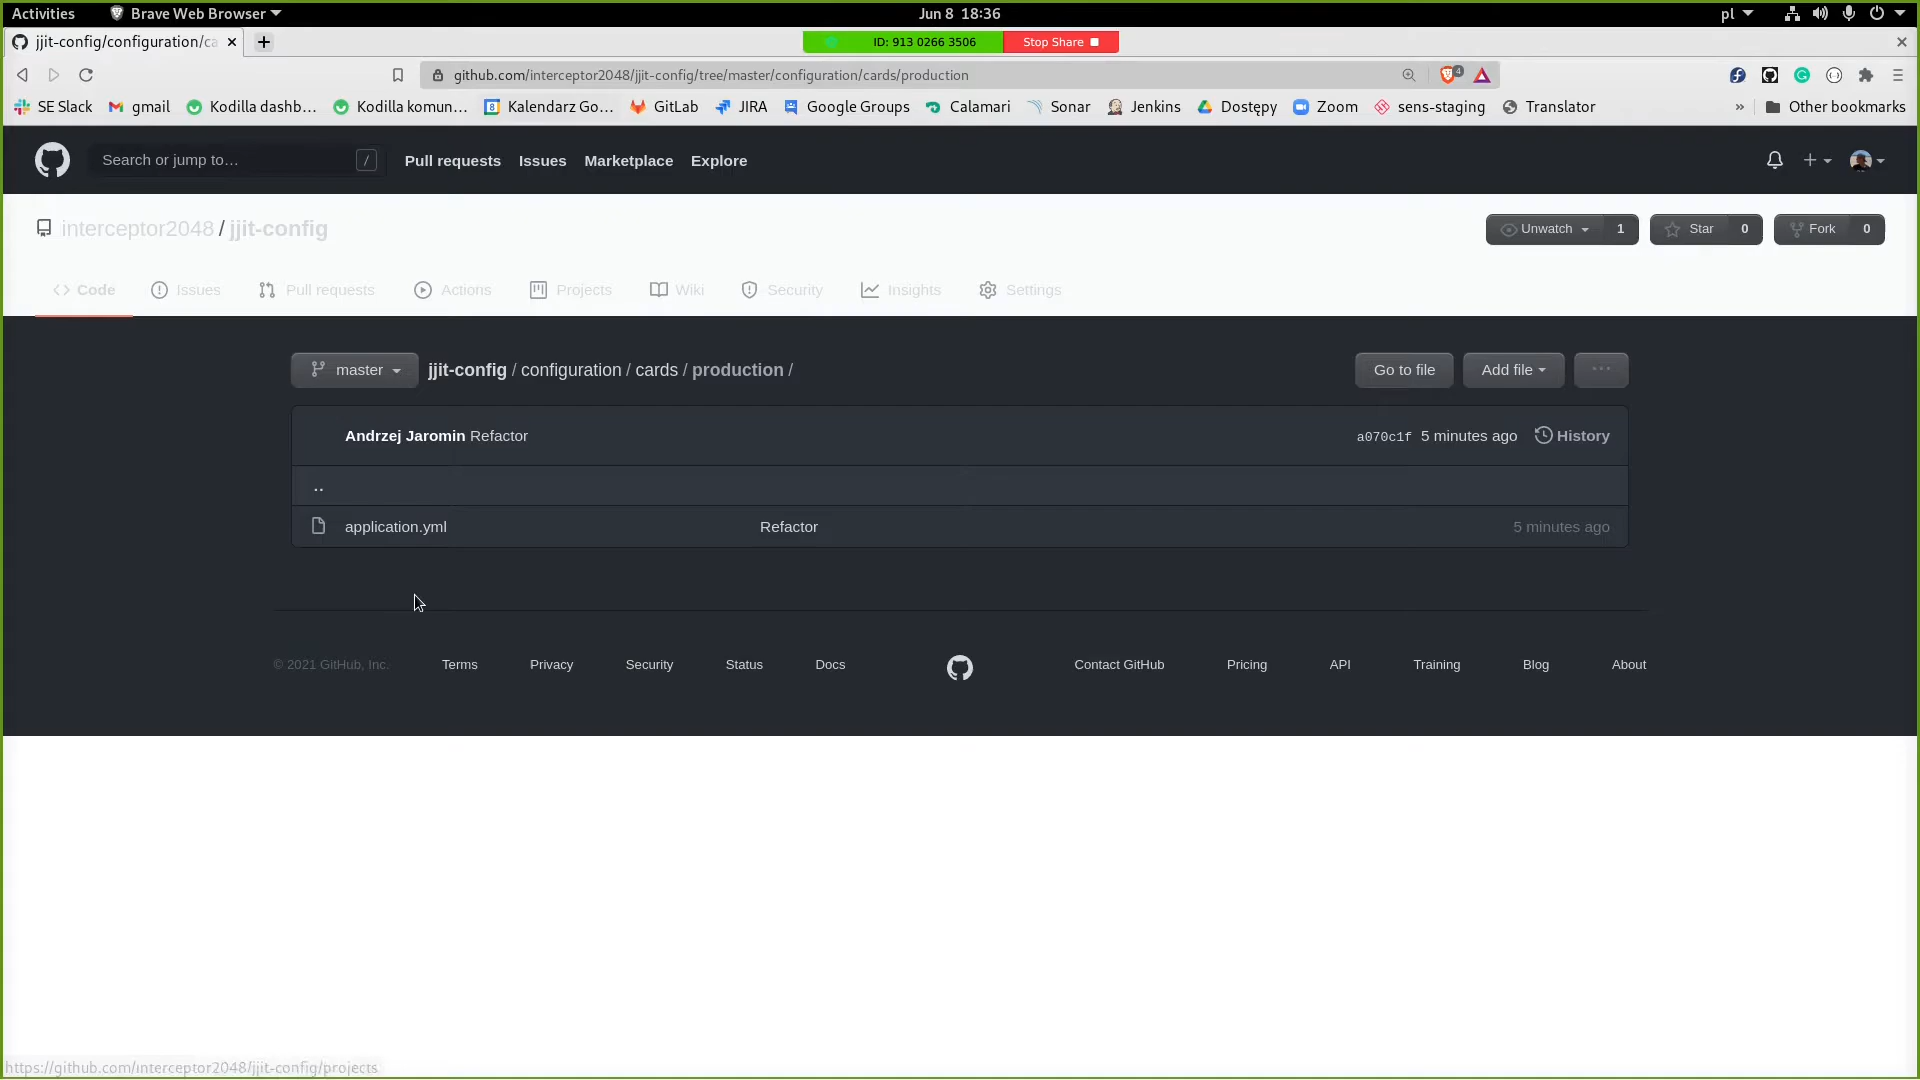 Activities Brave Web Browser Jun 8 18:36 pl
jjit-config/configuration/ca ID: 913 0266 3506 Stop Share
github.com/interceptor2048/jjit-config/tree/master/configuration/cards/production 4
SE Slack gmail Kodilla dashb... Kodilla komun... 8 Kalendarz Go... GitLab JIRA Google Groups Calamari Sonar Jenkins Dostępy Zoom sens-staging Translator » Other bookmarks
Search or jump to... / Pull requests Issues Marketplace Explore
interceptor2048 / jjit-config Unwatch 1 Star 0 Fork 0
Code Issues Pull requests Actions Projects Wiki Security Insights Settings
master jjit-config / configuration / cards / production / Go to file Add file ...
Andrzej Jaromin Refactor a070c1f 5 minutes ago History
..
application.yml Refactor 5 minutes ago
© 2021 GitHub, Inc. Terms Privacy Security Status Docs Contact GitHub Pricing API Training Blog About
https://github.com/interceptor2048/jjit-config/projects